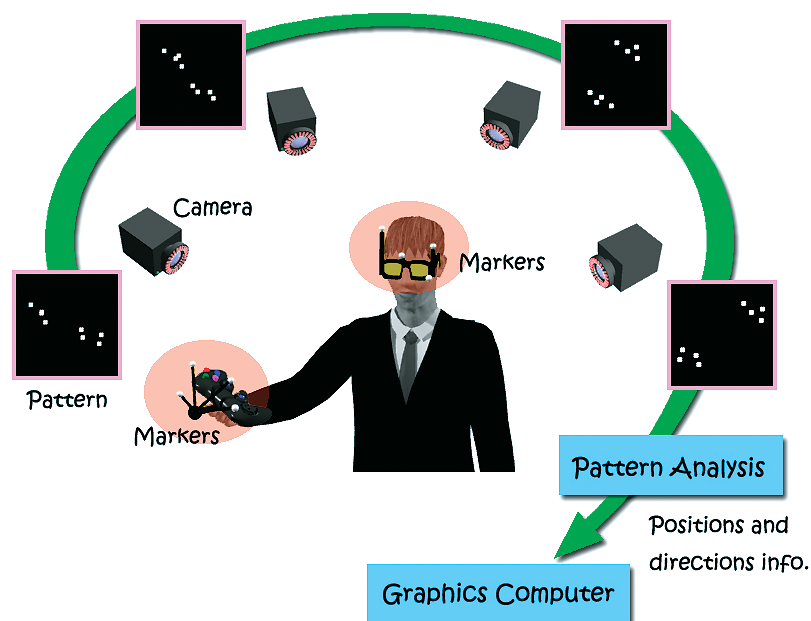 Camera
Markers
Pattern
Markers
Pattern Analysis
Positions and
directions info.
Graphics Computer